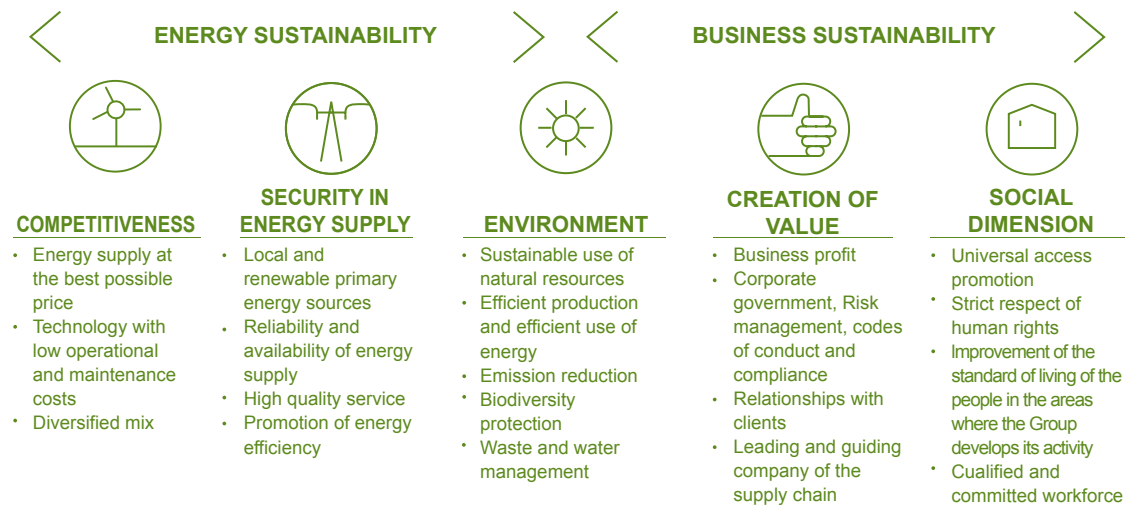 ENERGY SUSTAINABILITY
BUSINESS SUSTAINABILITY
COMPETITIVENESS
• Energy supply at
the best possible
price
• Technology with
low operational
and maintenance
costs
• Diversified mix
SECURITY IN
ENERGY SUPPLY
• Local and
renewable primary
energy sources
• Reliability and
availability of energy
supply
• High quality service
• Promotion of energy
efficiency
ENVIRONMENT
• Sustainable use of
natural resources
• Efficient production
and efficient use of
energy
• Emission reduction
• Biodiversity
protection
• Waste and water
management
CREATION OF
VALUE
• Business profit
• Corporate
government, Risk
management, codes
of conduct and
compliance
• Relationships with
clients
• Leading and guiding
company of the
supply chain
SOCIAL
DIMENSION
• Universal access
promotion
• Strict respect of
human rights
• Improvement of the
standard of living of the
people in the areas
where the Group
develops its activity
• Cualified and
committed workforce